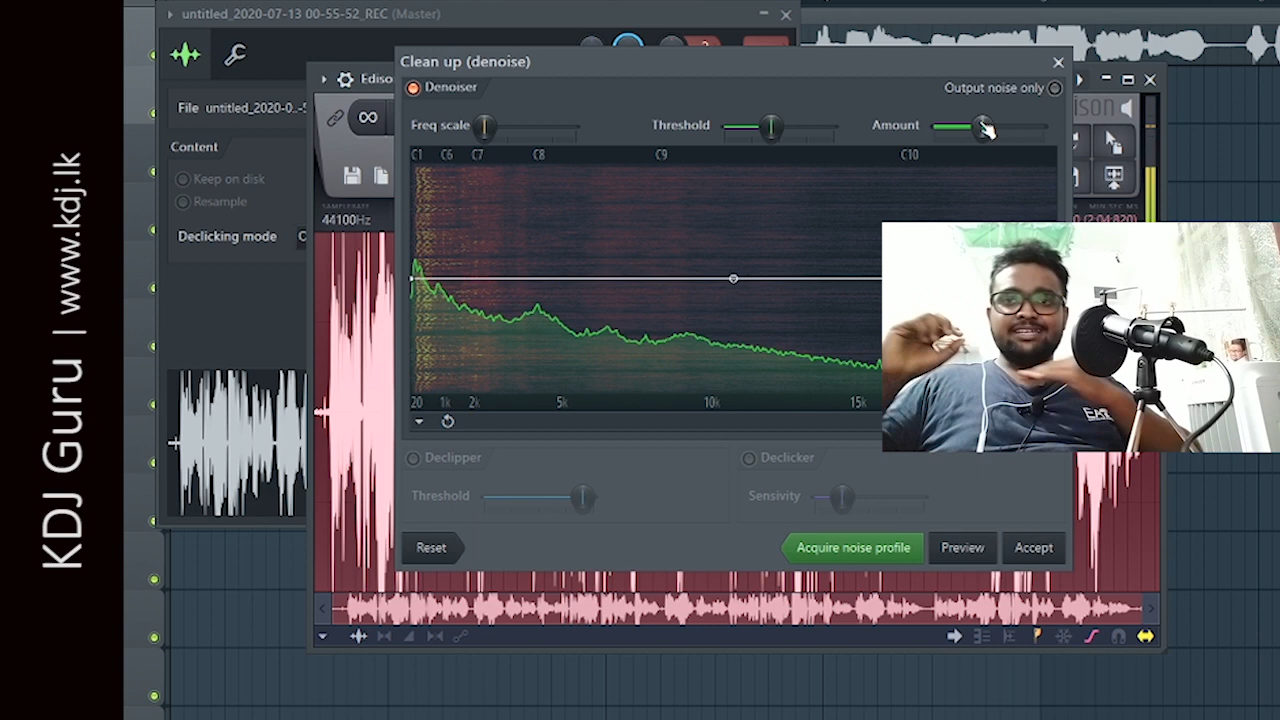 KDJ Guru | www.kdj.lk
untitled_2020-07-13 00-55-52_REC (Master)
Ediso
ison
File untitled_2020-0..-5
Content
Keep on disk
Resample
Declicking mode
44100Hz
Clean up (denoise)
Denoiser
Output noise only
Freq scale
Threshold
Amount
C1 C6 C7 C8 C9 C10
20 1k 2k 5k 10k 15k
Declipper
Declicker
Threshold
Sensivity
Reset
Acquire noise profile
Preview
Accept